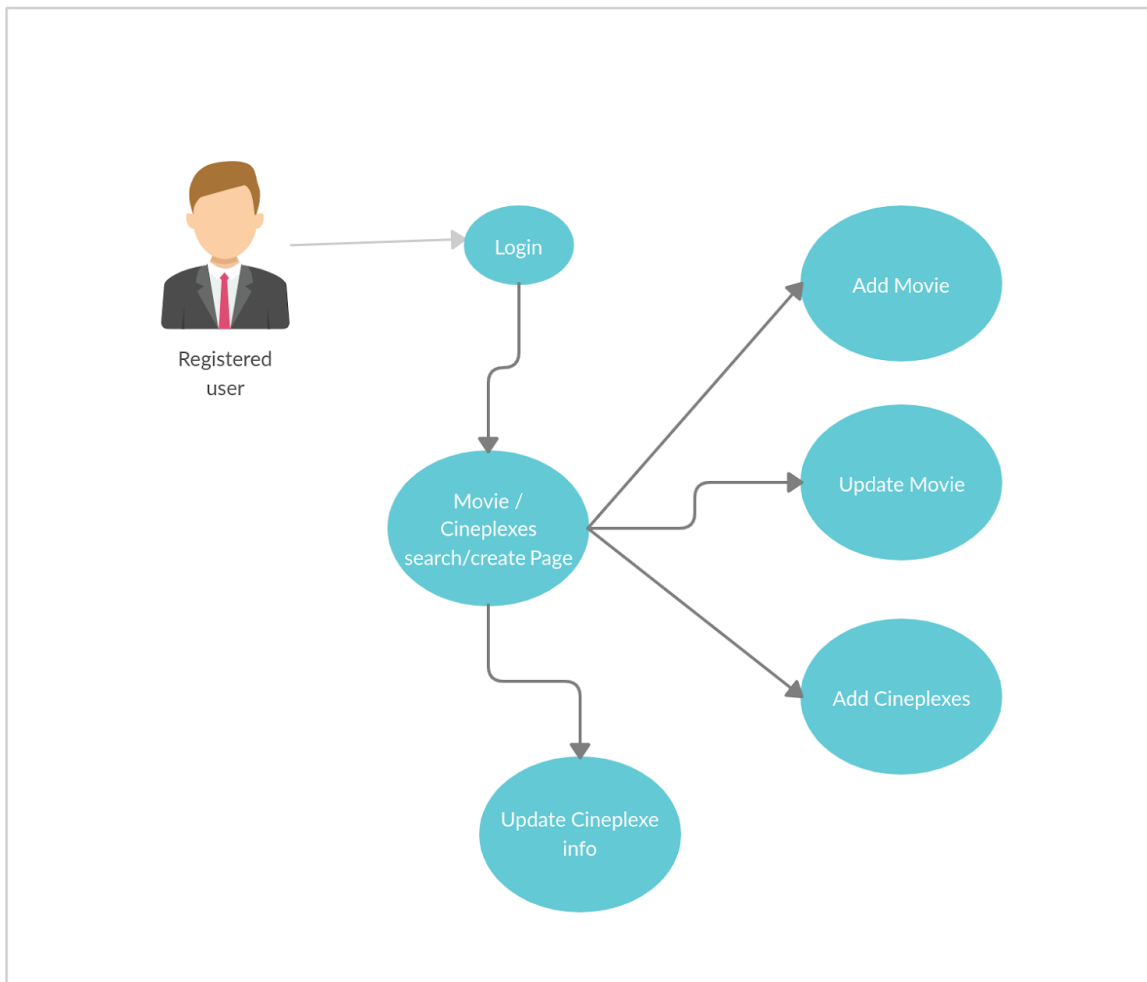 Login
Add Movie
Registered
user
Update Movie
Movie /
Cineplexes
search/create Page
Add Cineplexes
Update Cineplexe
info